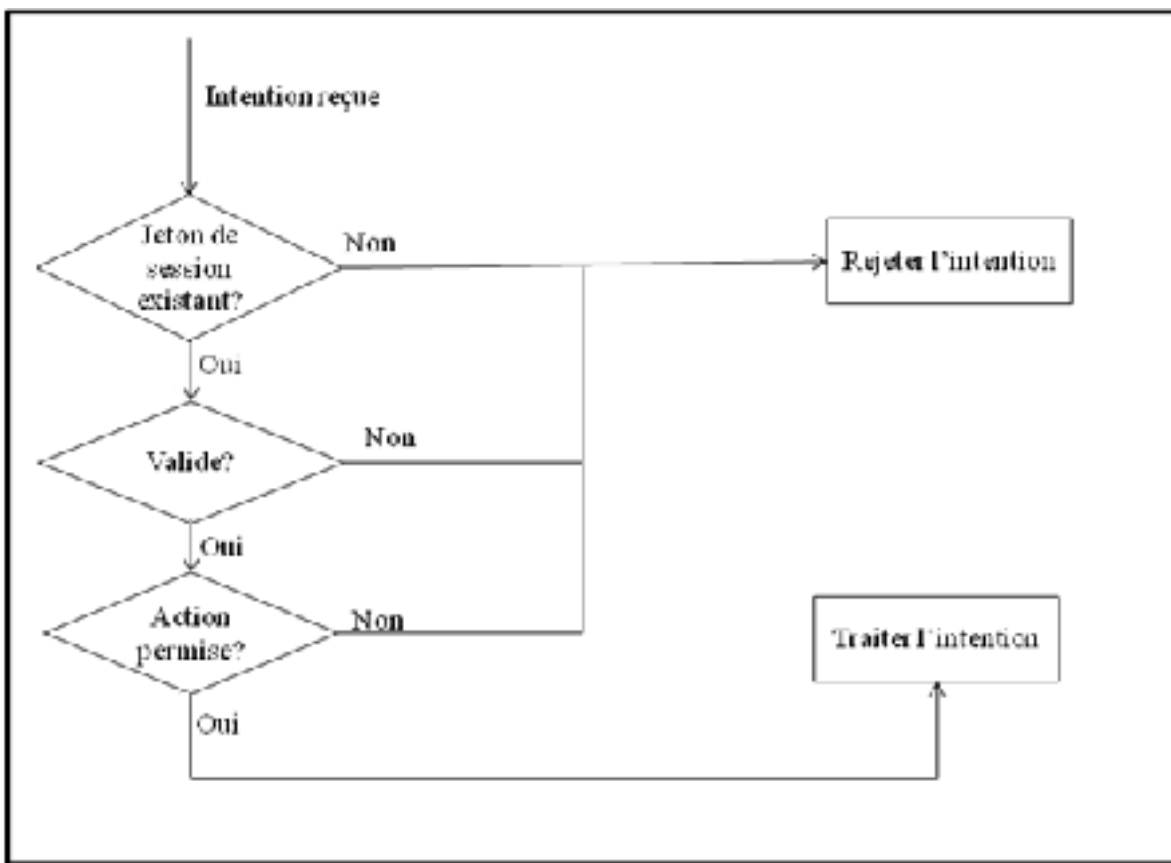 Intention reçue
Jeton de
session
existant?
Non
Rejeter l'intention
Oui
Valide?
Non
Oui
Action
permise?
Non
Traiter l'intention
Oui